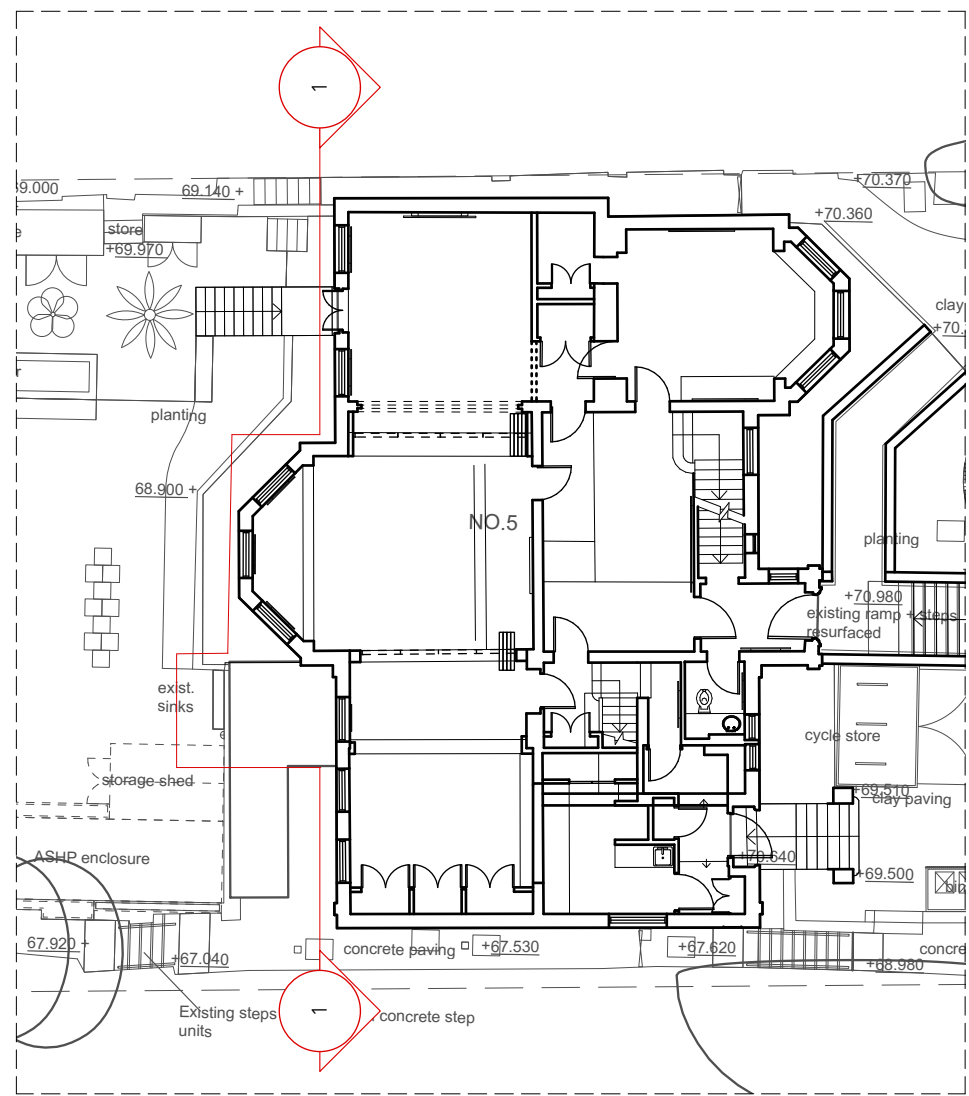 1
69.000
69.140 +
+70.370
+70.360
store
+69.970
clay
+70.
planting
68.900 +
NO.5
planting
+70.980
existing ramp + steps
resurfaced
exist.
sinks
cycle store
storage shed
+69.510
clay paving
ASHP enclosure
+70.640
+69.500
67.920 +
concrete paving
+67.530
+67.620
concre
+67.040
+68.980
Existing steps
units
concrete step
1